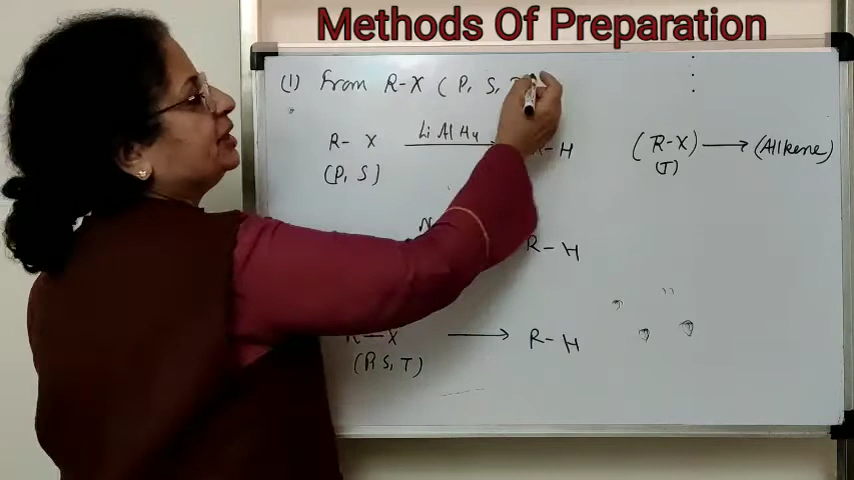 Methods Of Preparation
(1) From R-X (P, S,
R- X LiAlH4 R-H (R-X) → (Alkene)
(P, S) (T)
N R-H
R-X → R-H
(P, S, T)